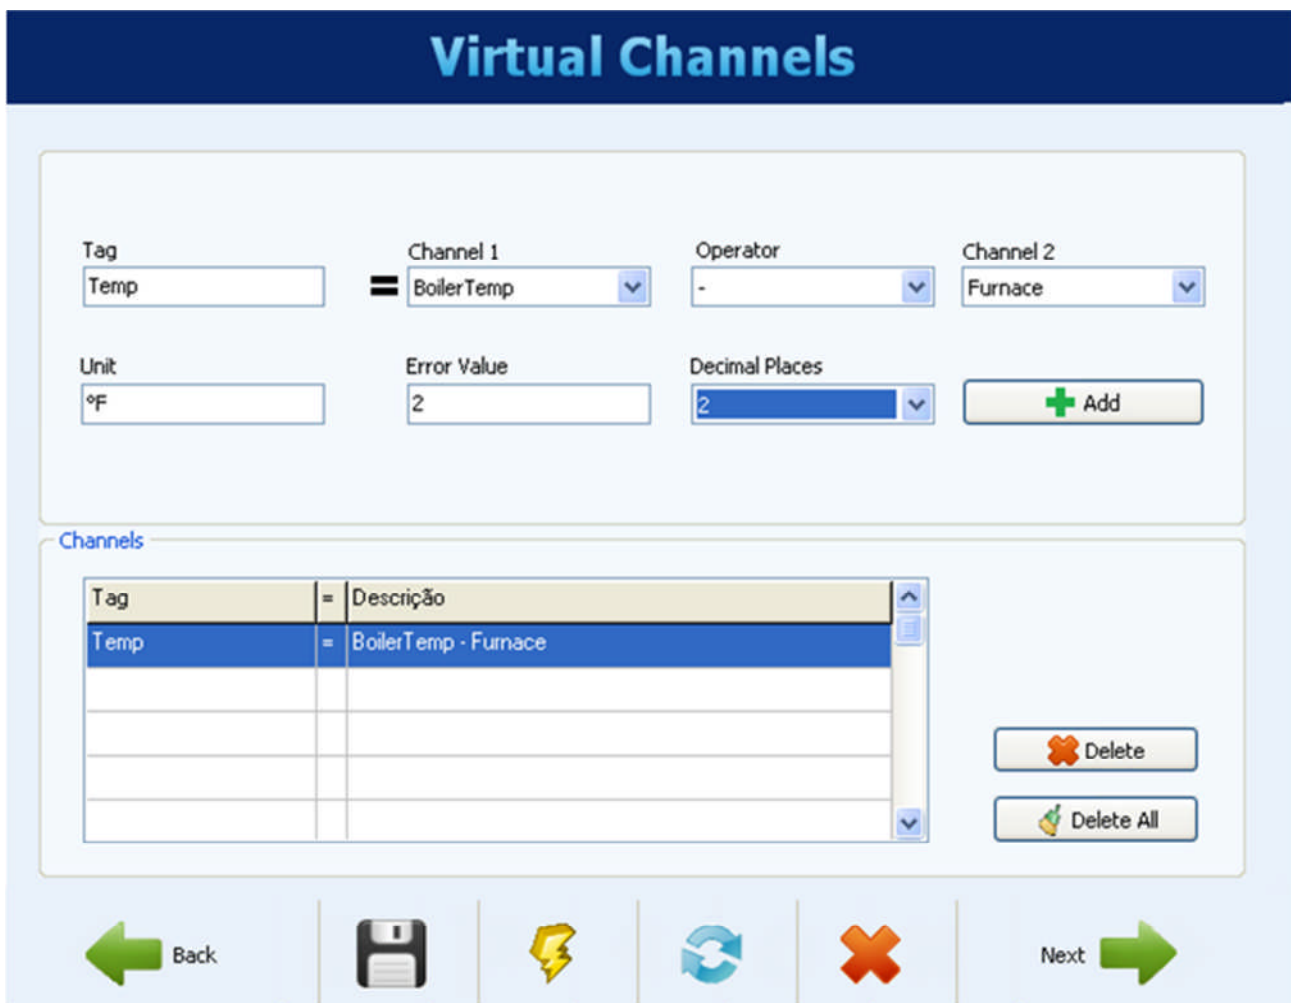 Virtual Channels
Tag
Channel 1
Operator
Channel 2
Temp
=
BoilerTemp
-
Furnace
Unit
Error Value
Decimal Places
ºF
2
2
Add
Channels
Tag = Descrição
Temp = BoilerTemp - Furnace
Delete
Delete All
Back
Next